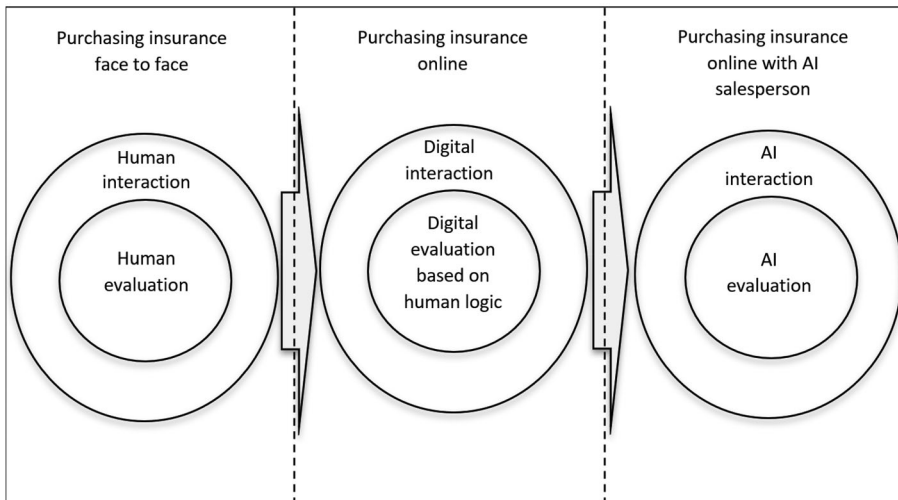 Purchasing insurance
face to face
Human
interaction
Human
evaluation
Purchasing insurance
online
Digital
interaction
Digital
evaluation
based on
human logic
Purchasing insurance
online with AI
salesperson
AI
interaction
AI
evaluation